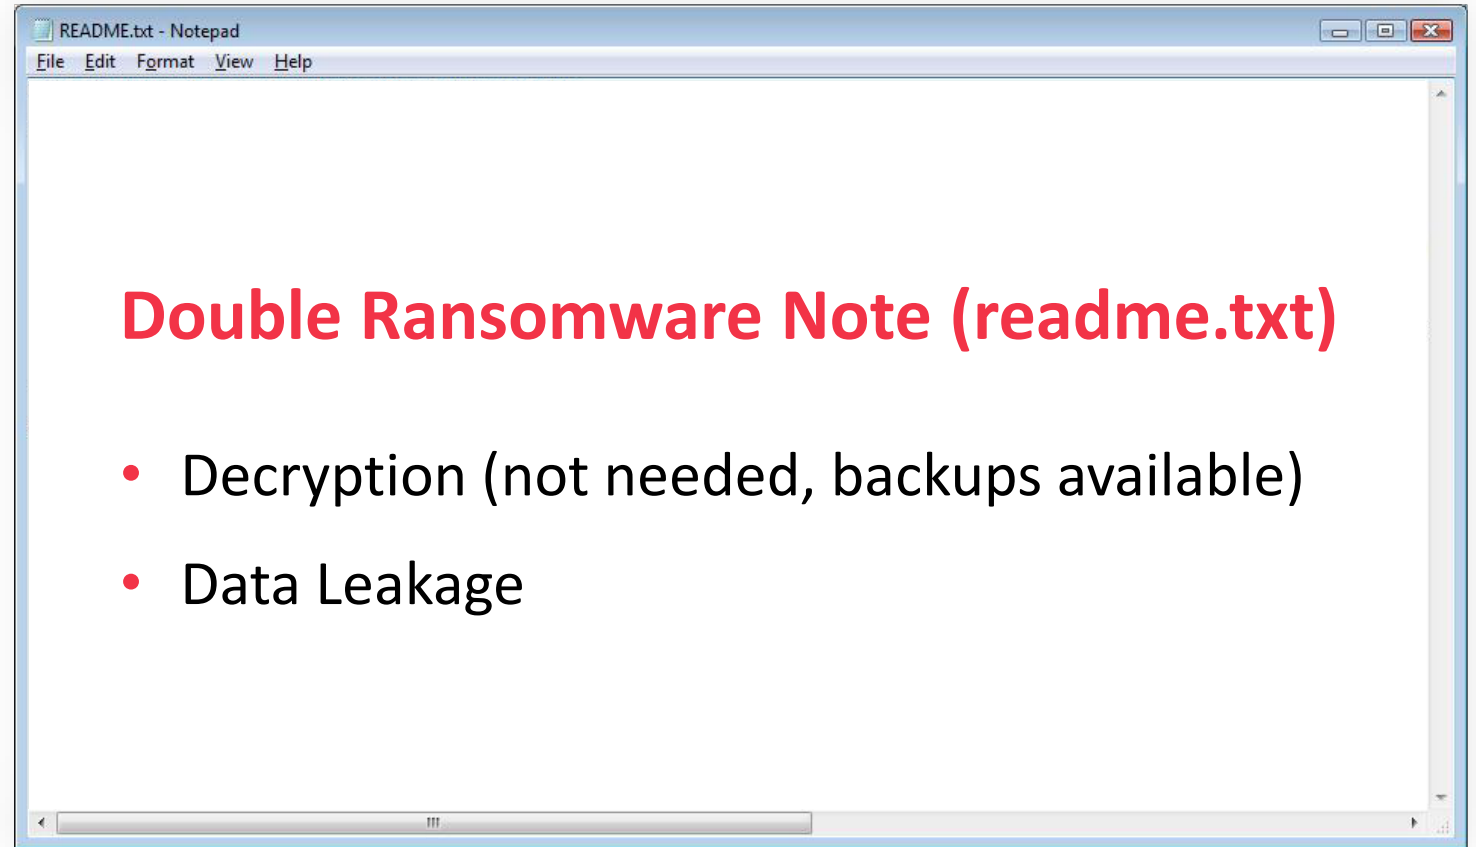 README.txt - Notepad
File Edit Format View Help
Double Ransomware Note (readme.txt)
• Decryption (not needed, backups available)
• Data Leakage